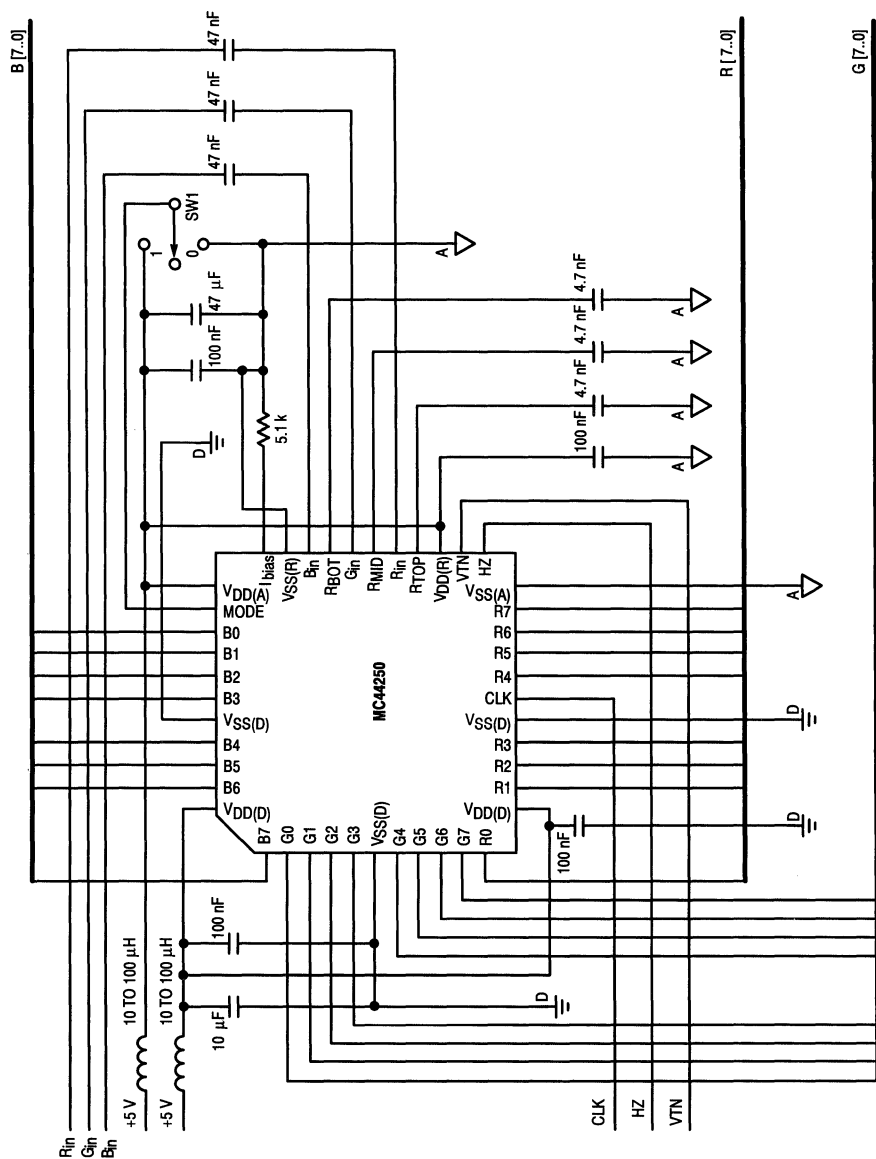 B [7..0]
47 nF
47 nF
47 nF
SW1
1
0
47 µF
100 nF
5.1 k
D
A
4.7 nF
4.7 nF
4.7 nF
100 nF
A
A
A
A
R [7..0]
G [7..0]
Ibias
VSS(R)
Bin
RBOT
Gin
RMID
Rin
RTOP
VDD(R)
VTN
HZ
VDD(A)
MODE
B0
B1
B2
B3
VSS(D)
B4
B5
B6
VDD(D)
MC44250
VSS(A)
R7
R6
R5
R4
CLK
VSS(D)
R3
R2
R1
VDD(D)
B7
G0
G1
G2
G3
VSS(D)
G4
G5
G6
G7
R0
A
D
D
100 nF
100 nF
10 µF
D
10 TO 100 µH
10 TO 100 µH
+5 V
+5 V
Rin
Gin
Bin
CLK
HZ
VTN